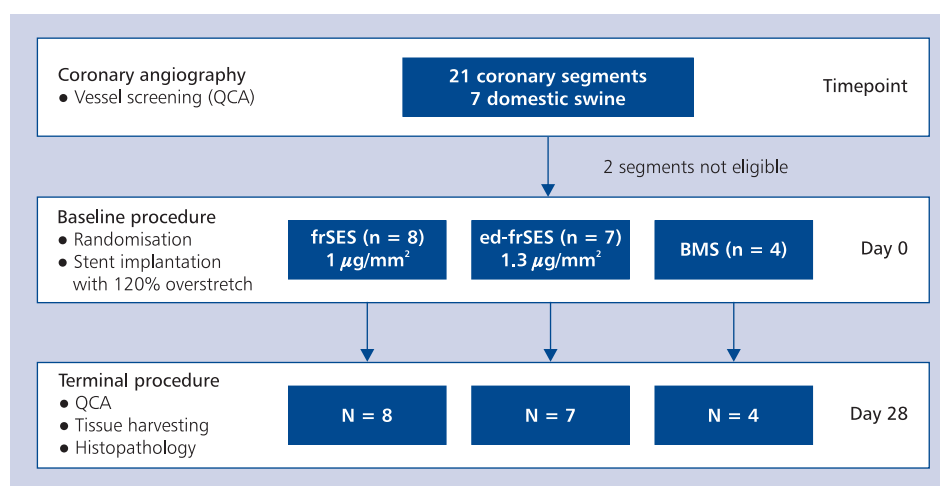 Coronary angiography
● Vessel screening (QCA)
21 coronary segments
7 domestic swine
Timepoint
2 segments not eligible
Baseline procedure
● Randomisation
● Stent implantation
with 120% overstretch
frSES (n = 8)
1 µg/mm²
ed-frSES (n = 7)
1.3 µg/mm²
BMS (n = 4)
Day 0
Terminal procedure
● QCA
● Tissue harvesting
● Histopathology
N = 8
N = 7
N = 4
Day 28